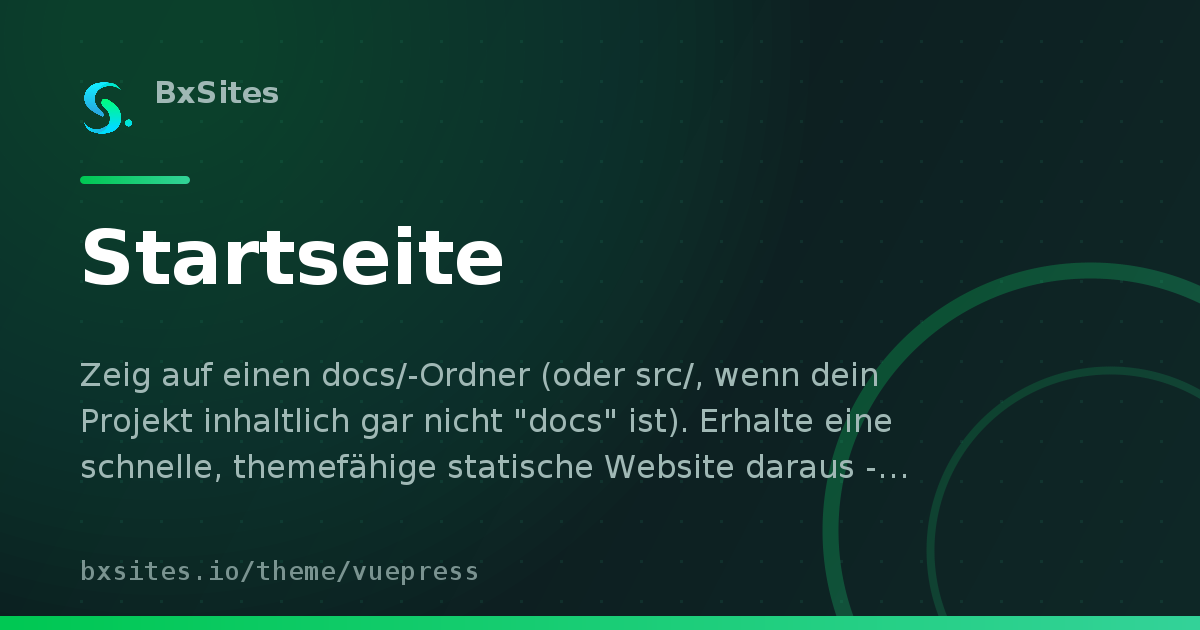 BxSites
Startseite
Zeig auf einen docs/-Ordner (oder src/, wenn dein
Projekt inhaltlich gar nicht "docs" ist). Erhalte eine
schnelle, themefähige statische Website daraus -…
bxsites.io/theme/vuepress